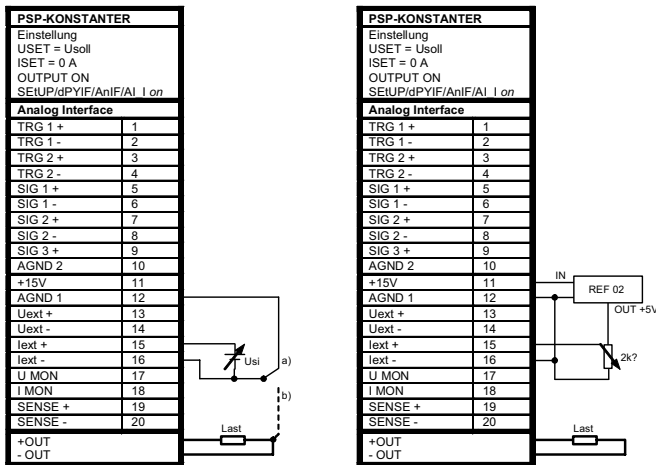 PSP-KONSTANTER
Einstellung
USET = Usoll
ISET = 0 A
OUTPUT ON
SEtUP/dPYIF/AnIF/AI_I on
Analog Interface
TRG 1 + 1
TRG 1 - 2
TRG 2 + 3
TRG 2 - 4
SIG 1 + 5
SIG 1 - 6
SIG 2 + 7
SIG 2 - 8
SIG 3 + 9
AGND 2 10
+15V 11
AGND 1 12
Uext + 13
Uext - 14
Iext + 15
Iext - 16
U MON 17
I MON 18
SENSE + 19
SENSE - 20
+OUT
- OUT
Usi
a)
b)
Last
PSP-KONSTANTER
Einstellung
USET = Usoll
ISET = 0 A
OUTPUT ON
SEtUP/dPYIF/AnIF/AI_I on
Analog Interface
TRG 1 + 1
TRG 1 - 2
TRG 2 + 3
TRG 2 - 4
SIG 1 + 5
SIG 1 - 6
SIG 2 + 7
SIG 2 - 8
SIG 3 + 9
AGND 2 10
+15V 11
AGND 1 12
Uext + 13
Uext - 14
Iext + 15
Iext - 16
U MON 17
I MON 18
SENSE + 19
SENSE - 20
+OUT
- OUT
IN
REF 02
OUT +5V
2k?
Last